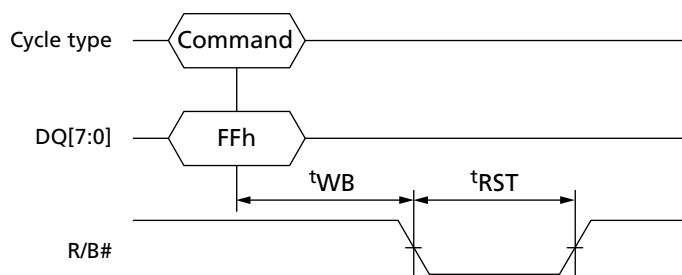 Cycle type Command
DQ[7:0] FFh
tWB tRST
R/B#